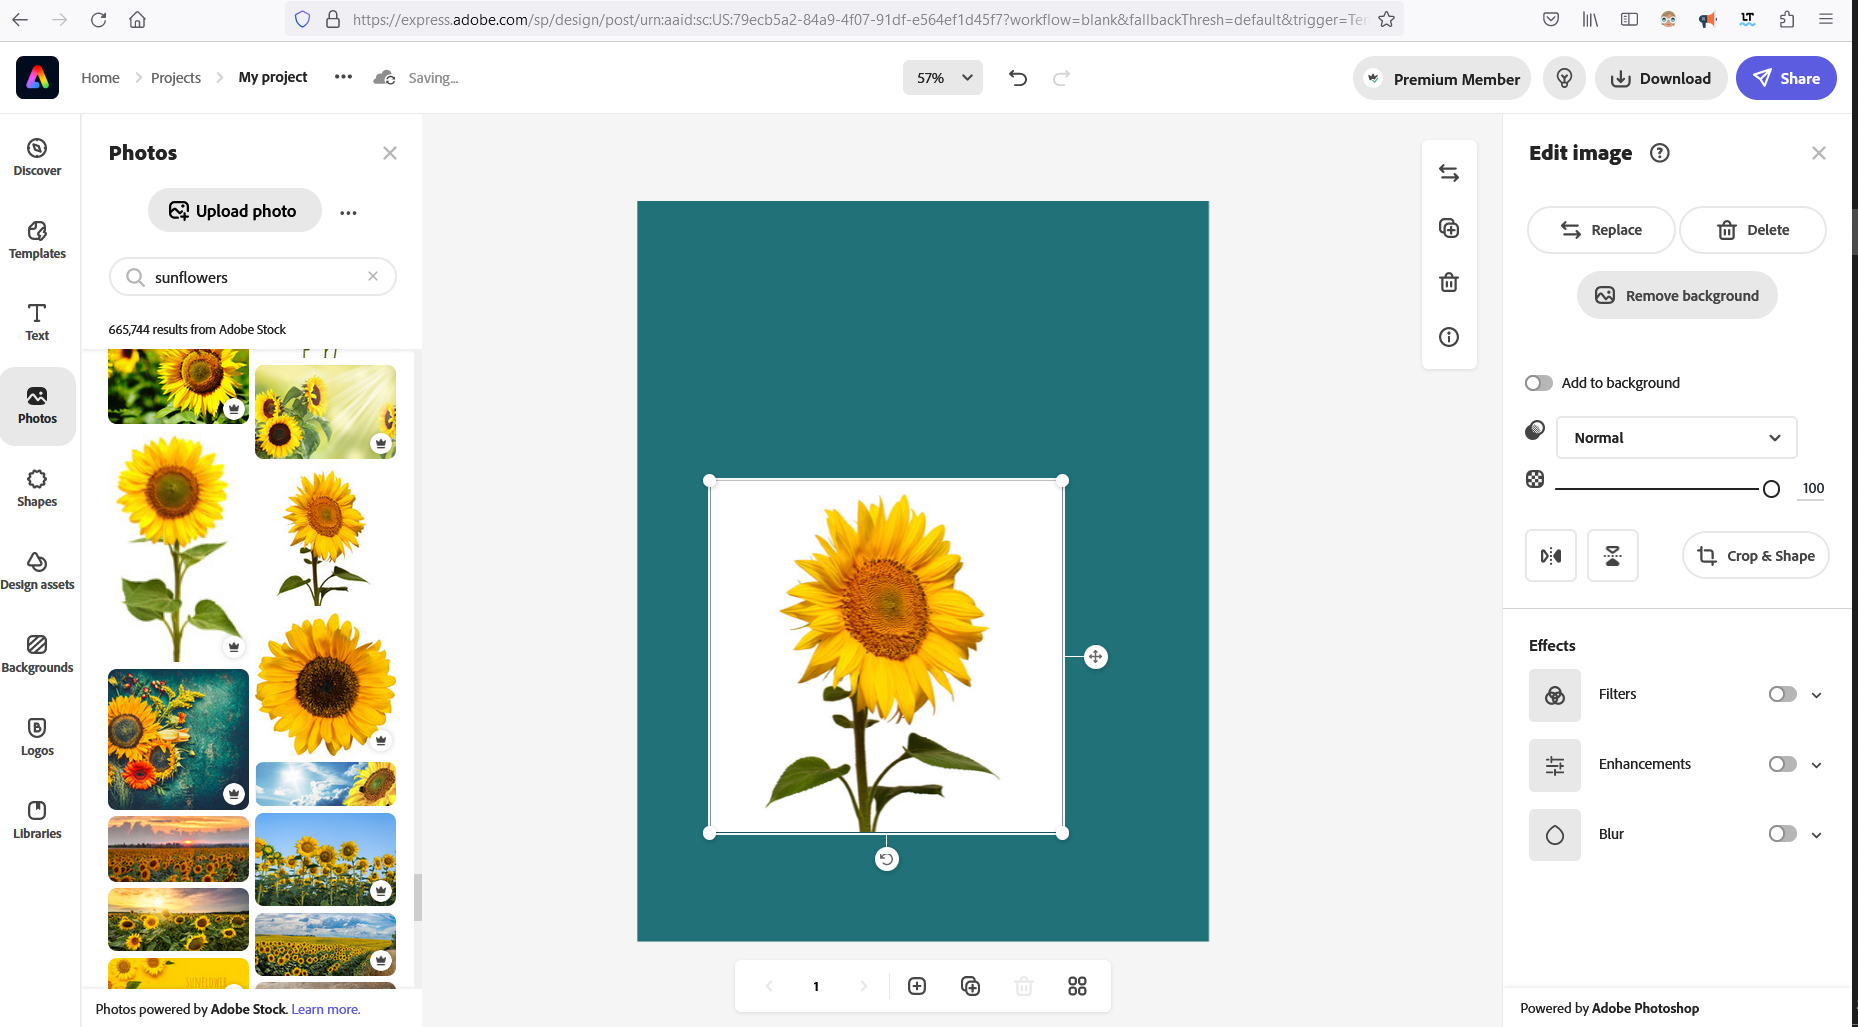 https://express.adobe.com/sp/design/post/urn:aaid:sc:US:79ecb5a2-84a9-4f07-91df-e564ef1d45f7?workflow=blank&fallbackThresh=default&trigger=Ter
Home
Projects
My project
Saving...
57%
Premium Member
Download
Share
Discover
Templates
Text
Photos
Shapes
Design assets
Backgrounds
Logos
Libraries
Photos
Upload photo
sunflowers
665,744 results from Adobe Stock
SUNFLOWER
Photos powered by Adobe Stock. Learn more.
1
Edit image
Replace
Delete
Remove background
Add to background
Normal
100
Crop & Shape
Effects
Filters
Enhancements
Blur
Powered by Adobe Photoshop
LT